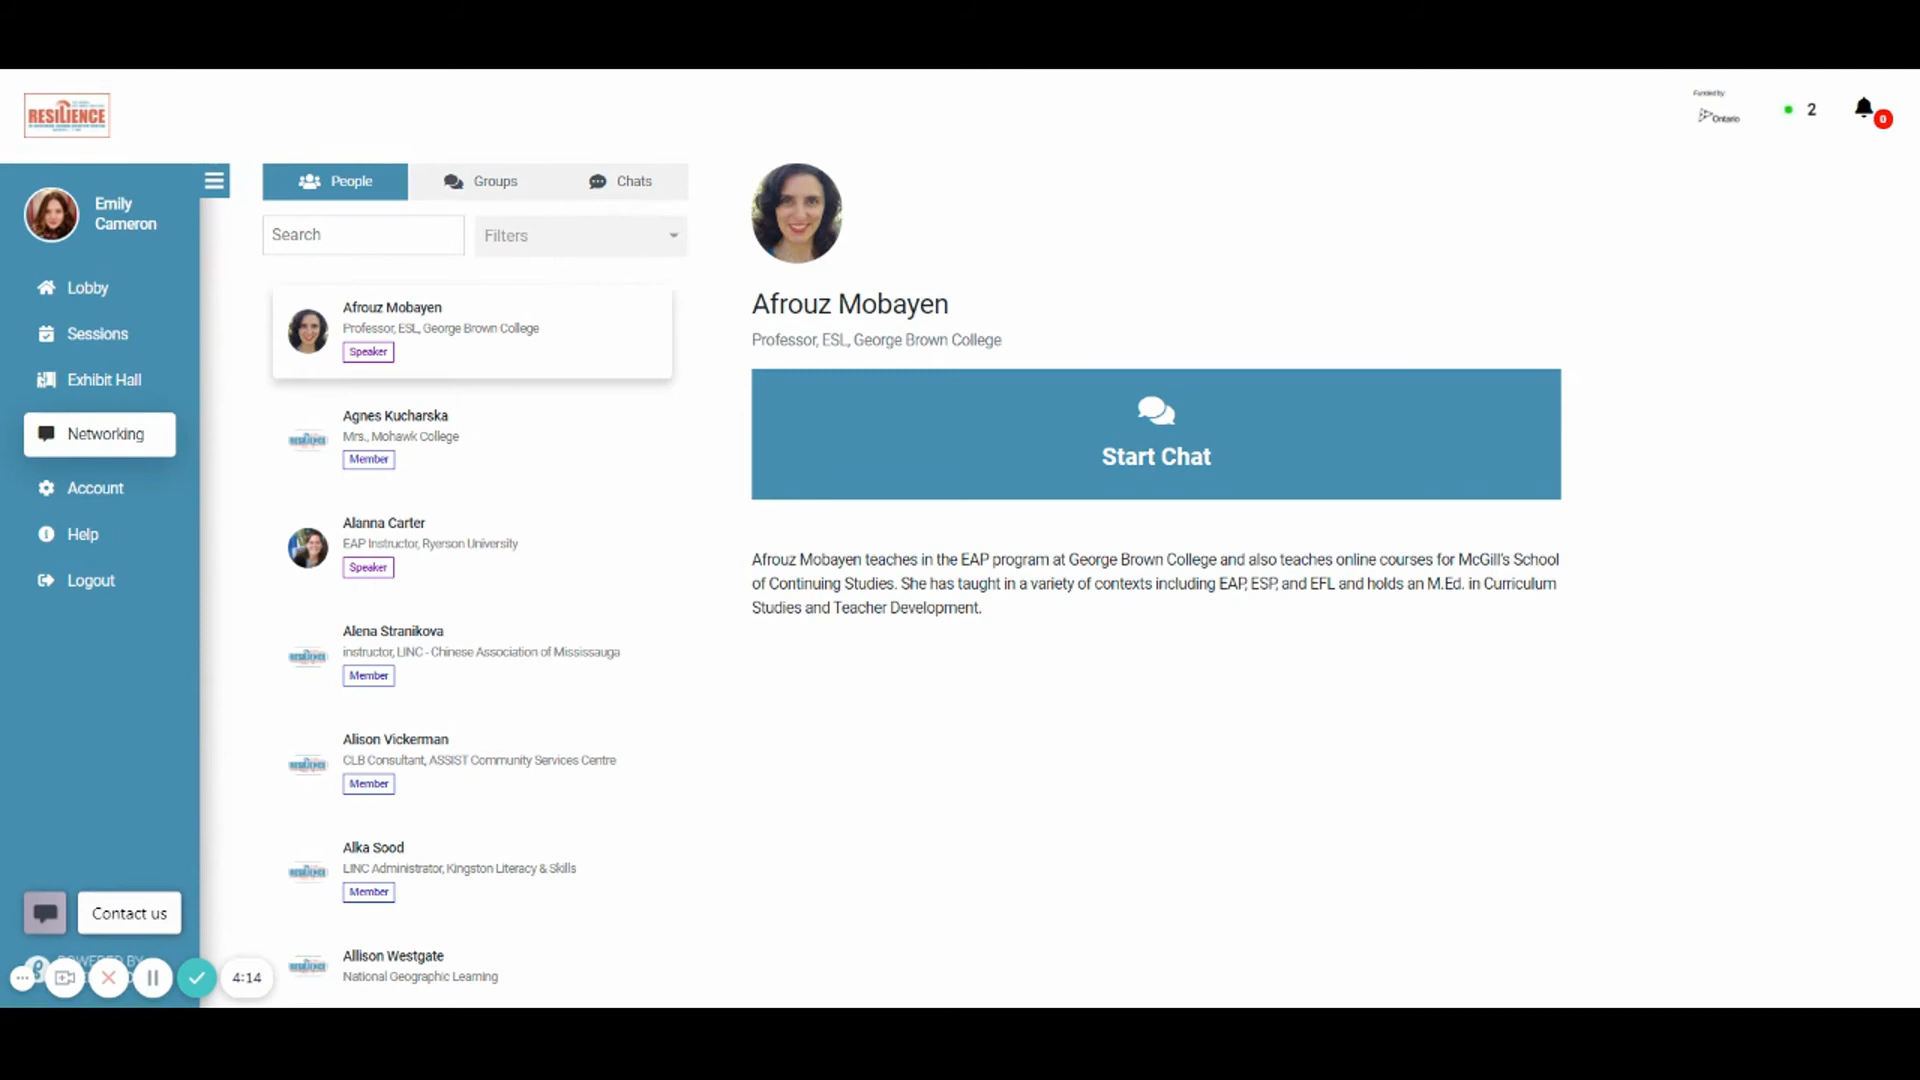 RESILIENCE
Funded by
Ontario
2
0
Emily
Cameron
Lobby
Sessions
Exhibit Hall
Networking
Account
Help
Logout
Contact us
POWERED BY
4:14
People
Groups
Chats
Search
Filters
Afrouz Mobayen
Professor, ESL, George Brown College
Speaker
Agnes Kucharska
Mrs., Mohawk College
Member
Alanna Carter
EAP Instructor, Ryerson University
Speaker
Alena Stranikova
instructor, LINC - Chinese Association of Mississauga
Member
Alison Vickerman
CLB Consultant, ASSIST Community Services Centre
Member
Alka Sood
LINC Administrator, Kingston Literacy & Skills
Member
Allison Westgate
National Geographic Learning
Afrouz Mobayen
Professor, ESL, George Brown College
Start Chat
Afrouz Mobayen teaches in the EAP program at George Brown College and also teaches online courses for McGill's School
of Continuing Studies. She has taught in a variety of contexts including EAP, ESP, and EFL and holds an M.Ed. in Curriculum
Studies and Teacher Development.